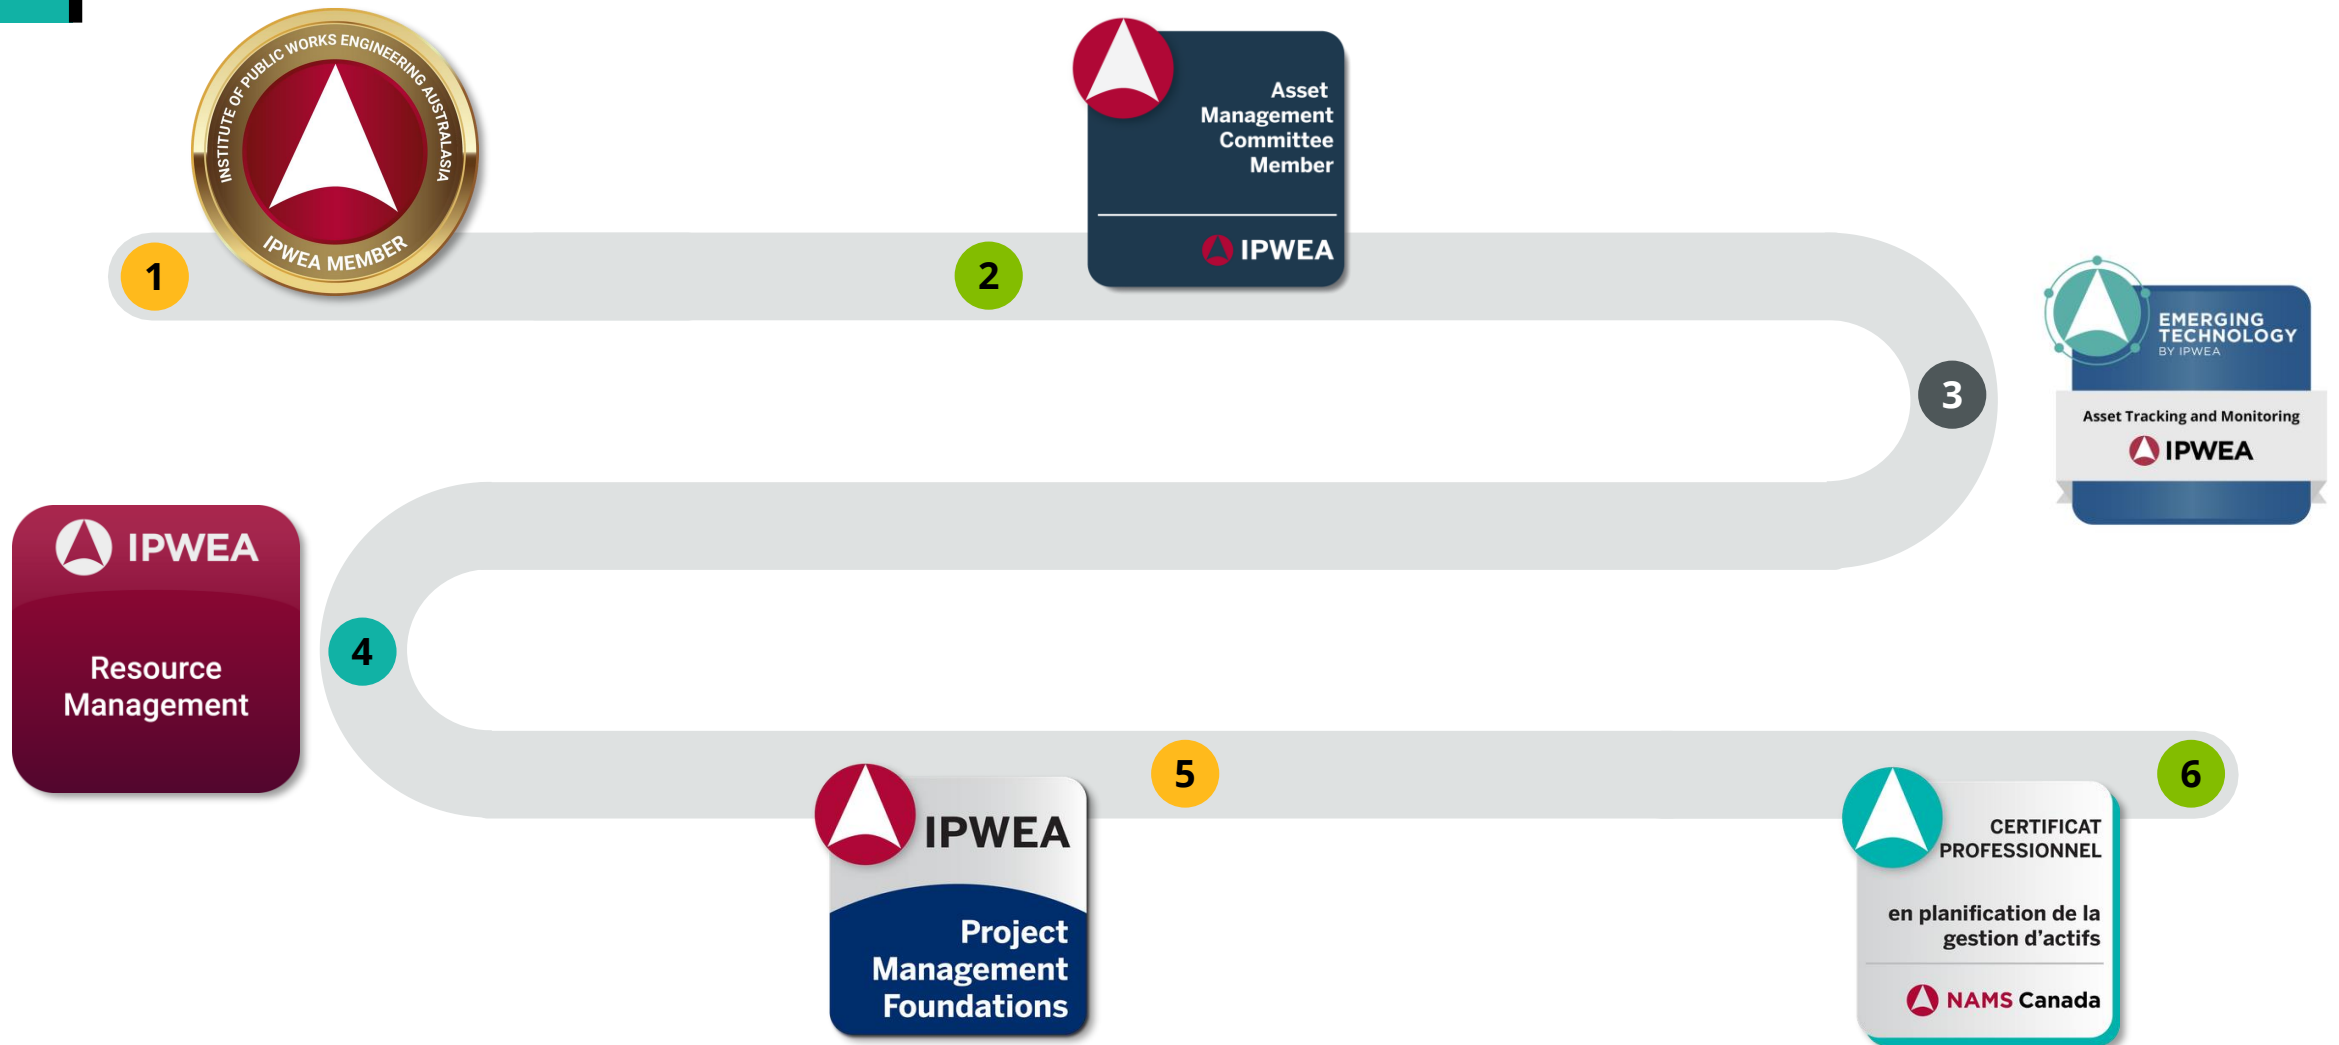 1
INSTITUTE OF PUBLIC WORKS ENGINEERING AUSTRALASIA
IPWEA MEMBER
2
Asset
Management
Committee
Member
IPWEA
3
EMERGING
TECHNOLOGY
BY IPWEA
Asset Tracking and Monitoring
IPWEA
4
IPWEA
Resource
Management
5
IPWEA
Project
Management
Foundations
6
CERTIFICAT
PROFESSIONNEL
en planification de la
gestion d'actifs
NAMS Canada